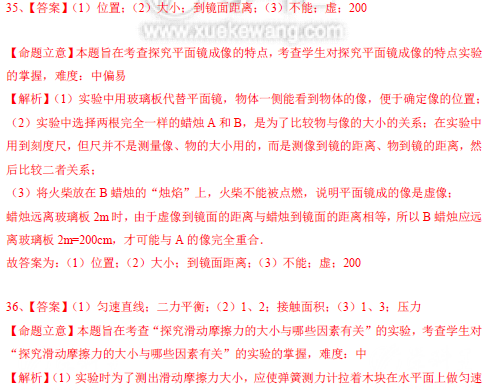 35、【答案】（1）位置；（2）大小；到镜面距离；（3）不能；虚；200
www.xuekewang.com
【命题立意】本题旨在考查探究平面镜成像的特点，考查学生对探究平面镜成像的特点实验
的掌握，难度：中偏易
【解析】（1）实验中用玻璃板代替平面镜，物体一侧能看到物体的像，便于确定像的位置；
（2）实验中选择两根完全一样的蜡烛 A 和 B，是为了比较物与像的大小的关系；在实验中
用到刻度尺，但尺并不是测量像、物的大小用的，而是测像到镜的距离、物到镜的距离，然
后比较二者关系；
（3）将火柴放在 B 蜡烛的“烛焰”上，火柴不能被点燃，说明平面镜成的像是虚像；
蜡烛远离玻璃板 2m 时，由于虚像到镜面的距离与蜡烛到镜面的距离相等，所以 B 蜡烛应远
离玻璃板 2m=200cm，才可能与 A 的像完全重合．
故答案为：（1）位置；（2）大小；到镜面距离；（3）不能；虚；200
36、【答案】（1）匀速直线；二力平衡；（2）1、2；接触面积；（3）1、3；压力
【命题立意】本题旨在考查“探究滑动摩擦力的大小与哪些因素有关”的实验，考查学生对
“探究滑动摩擦力的大小与哪些因素有关”的实验的掌握，难度：中
【解析】（1）实验时为了测出滑动摩擦力大小，应使弹簧测力计拉着木块在水平面上做匀速